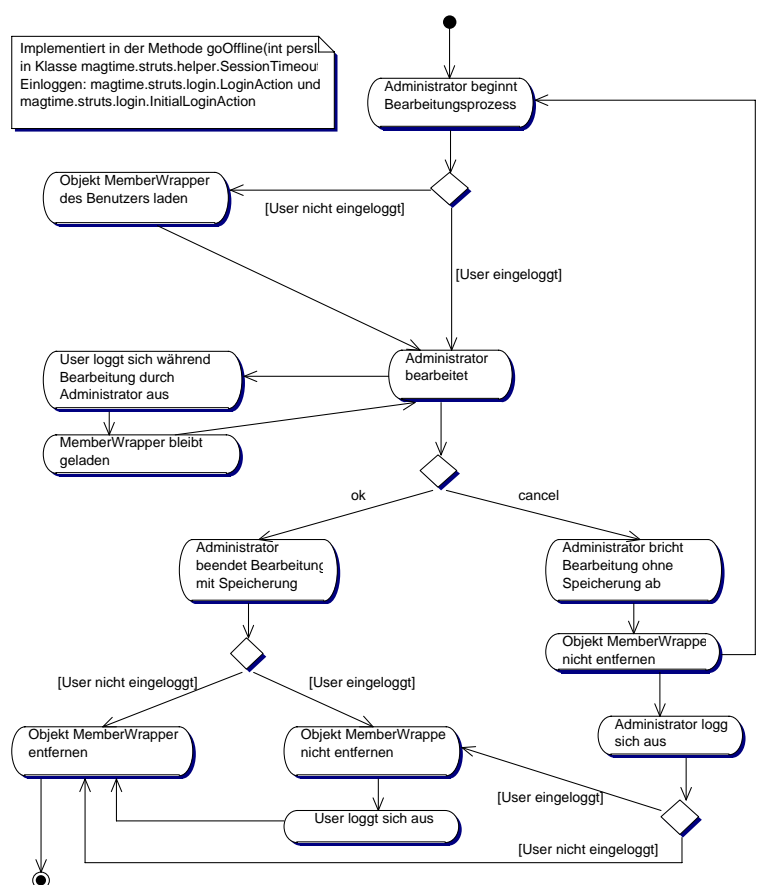 Implementiert in der Methode goOffline(int persI
in Klasse magtime.struts.helper.SessionTimeout
Einloggen: magtime.struts.login.LoginAction und
magtime.struts.login.InitialLoginAction
Administrator beginnt
Bearbeitungsprozess
Objekt MemberWrapper
des Benutzers laden
[User nicht eingeloggt]
[User eingeloggt]
Administrator
bearbeitet
User loggt sich während
Bearbeitung durch
Administrator aus
MemberWrapper bleibt
geladen
ok
cancel
Administrator
beendet Bearbeitung
mit Speicherung
Administrator bricht
Bearbeitung ohne
Speicherung ab
Objekt MemberWrappe
nicht entfernen
[User nicht eingeloggt]
[User eingeloggt]
Objekt MemberWrapper
entfernen
Objekt MemberWrappe
nicht entfernen
Administrator logg
sich aus
[User eingeloggt]
User loggt sich aus
[User nicht eingeloggt]